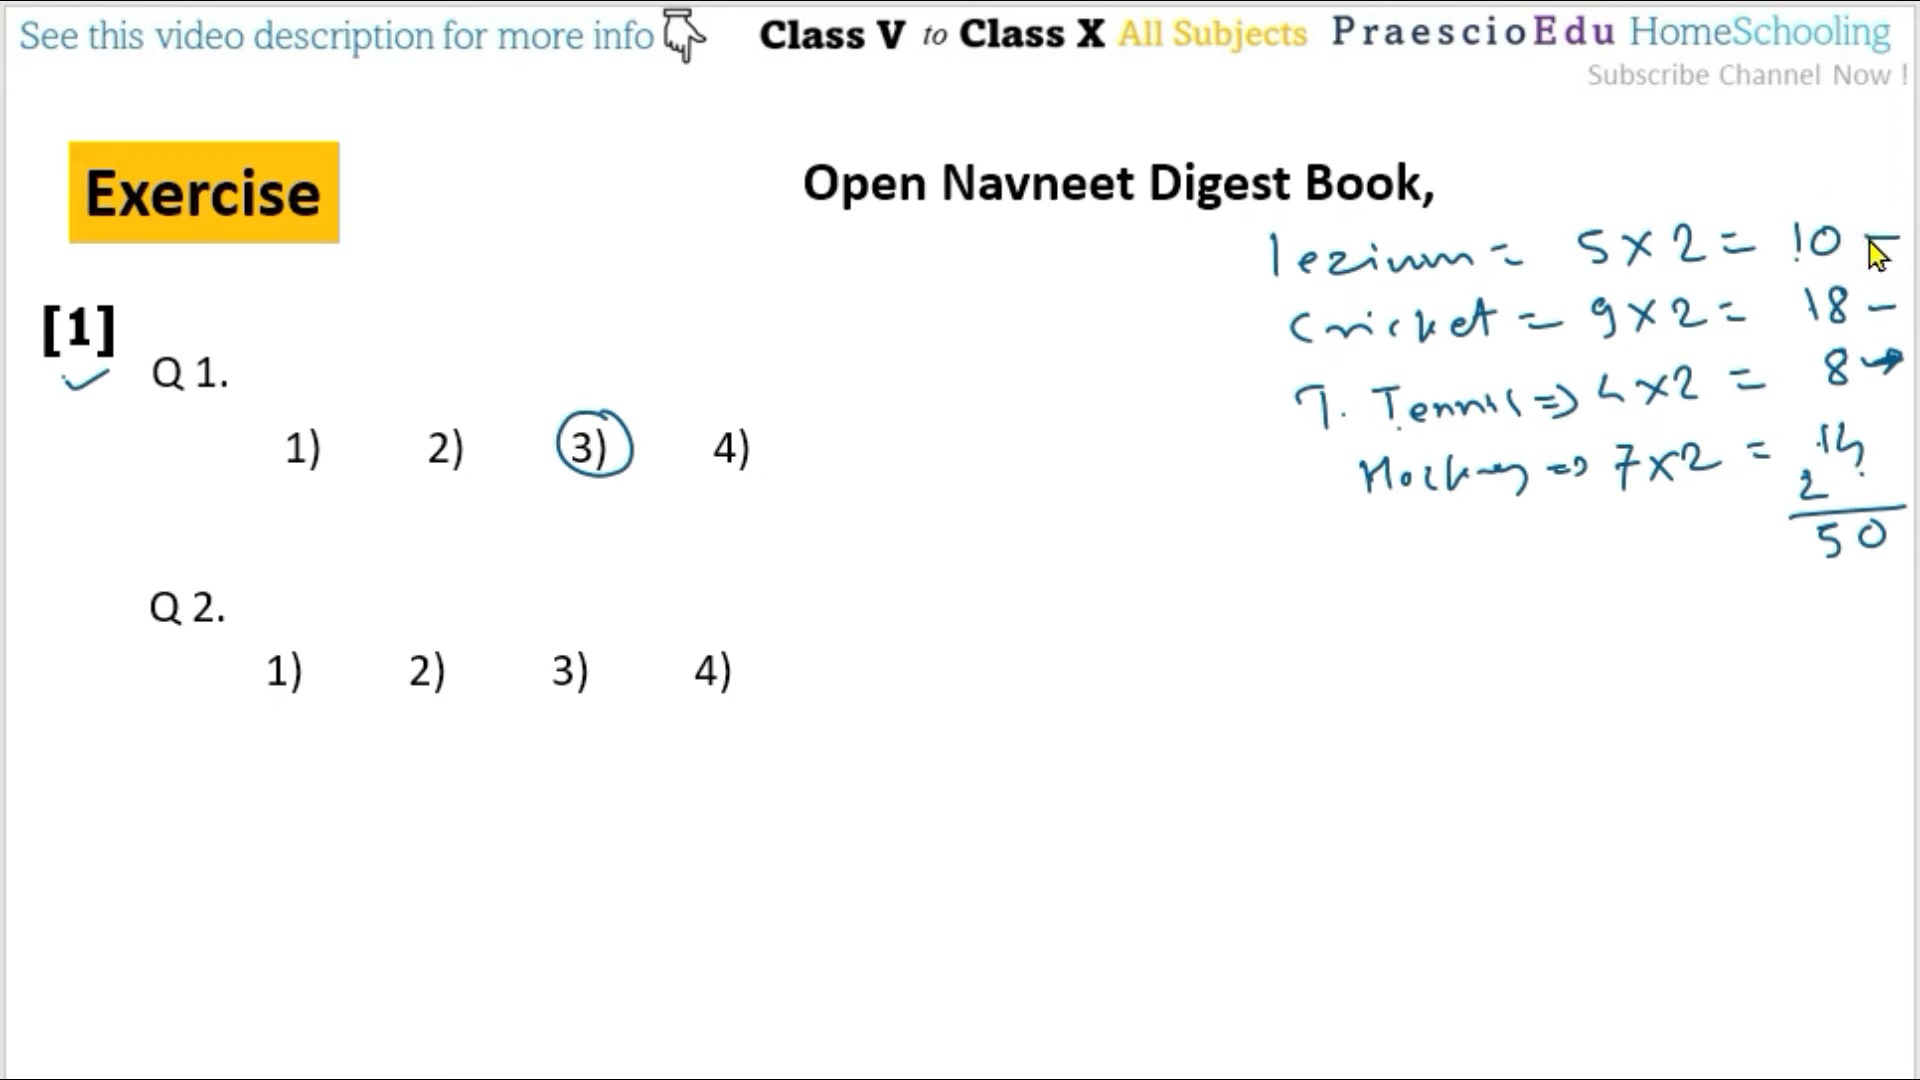 See this video description for more info Class V to Class X All Subjects PraescioEdu HomeSchooling
Subscribe Channel Now !
Exercise
Open Navneet Digest Book,
lezium = 5 x 2 = 10 -
Cricket = 9 x 2 = 18 -
T. Tennis => 4 x 2 = 8 →
Hockey => 7 x 2 = 14
2
50
[1]
Q 1.
1) 2) 3) 4)
Q 2.
1) 2) 3) 4)